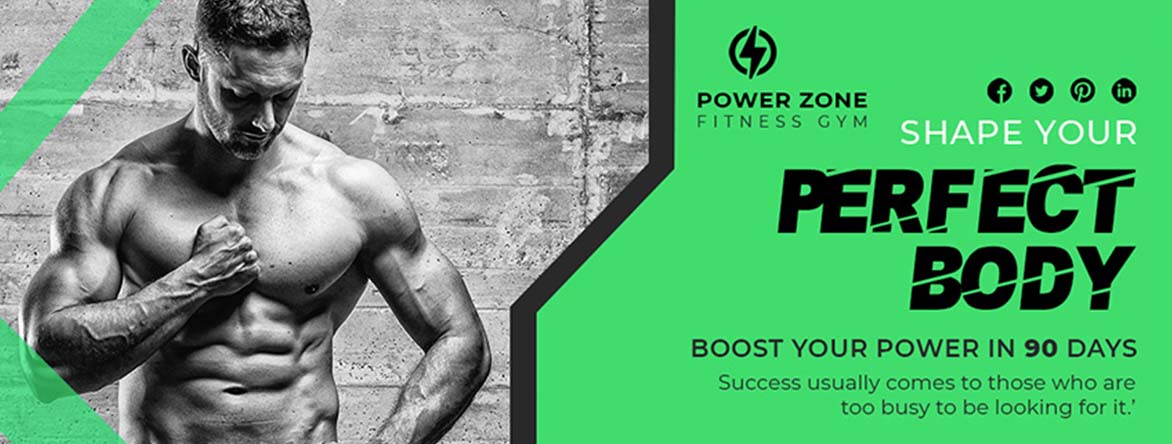 POWER ZONE
FITNESS GYM
SHAPE YOUR
PERFECT
BODY
BOOST YOUR POWER IN 90 DAYS
Success usually comes to those who are
too busy to be looking for it.’